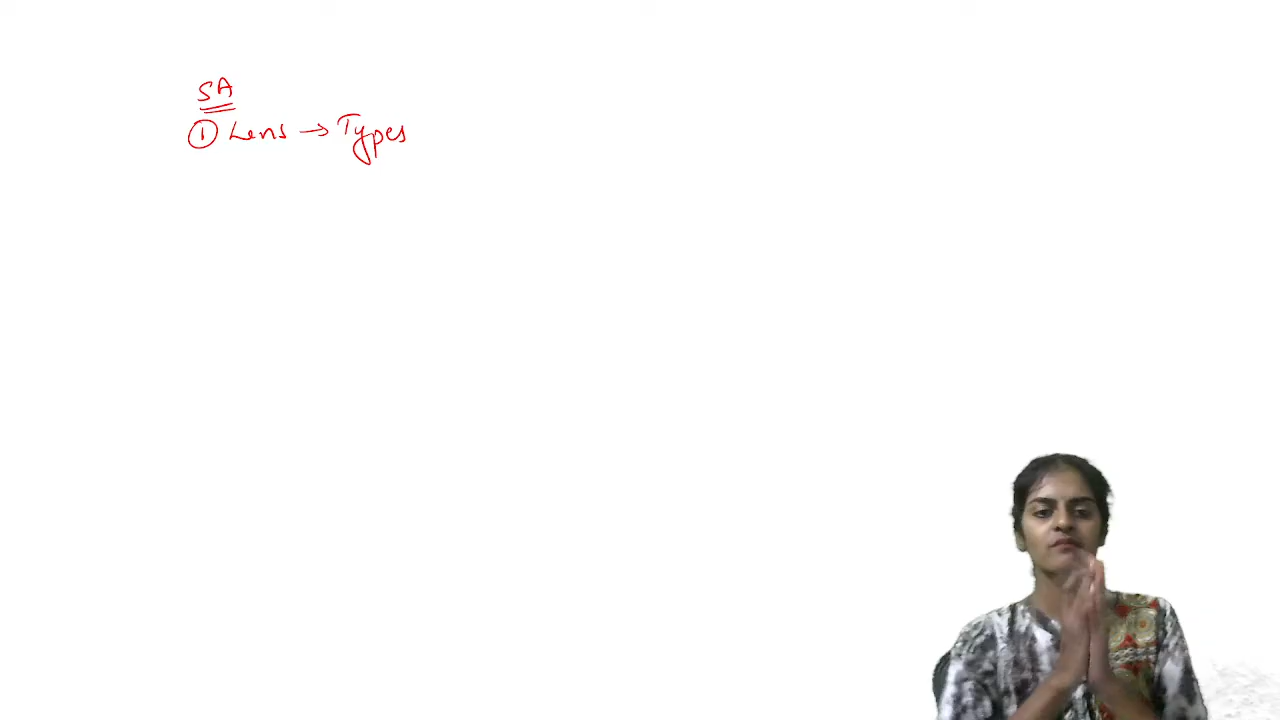 SA
① Lens → Types